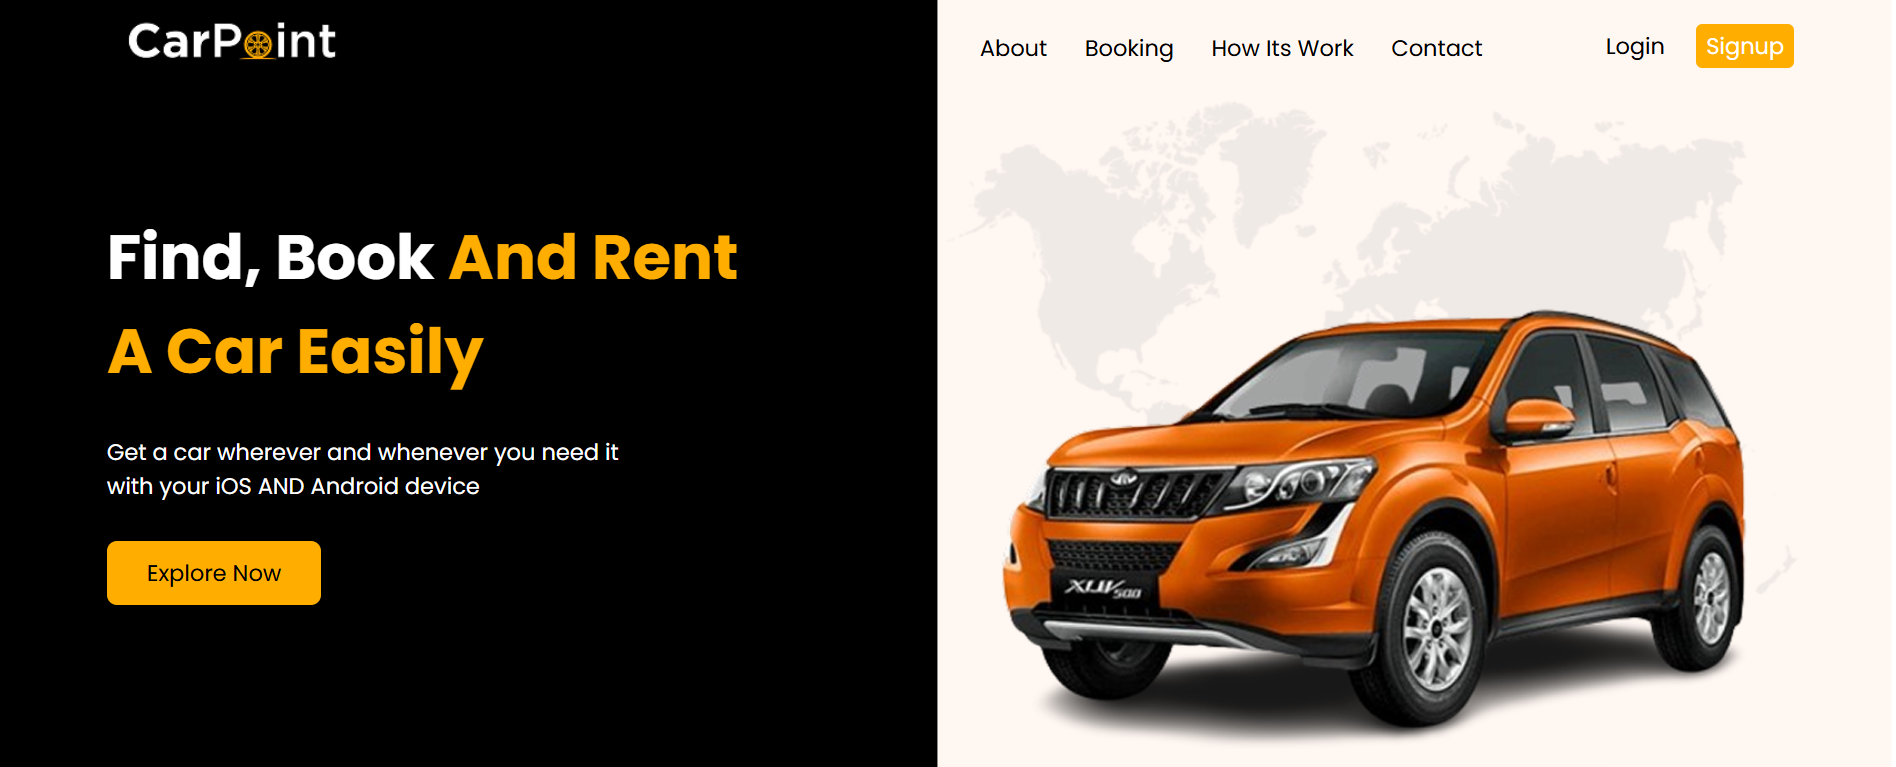 CarPoint
About Booking How Its Work Contact Login Signup
Find, Book And Rent
A Car Easily
Get a car wherever and whenever you need it
with your iOS AND Android device
Explore Now
XUV500